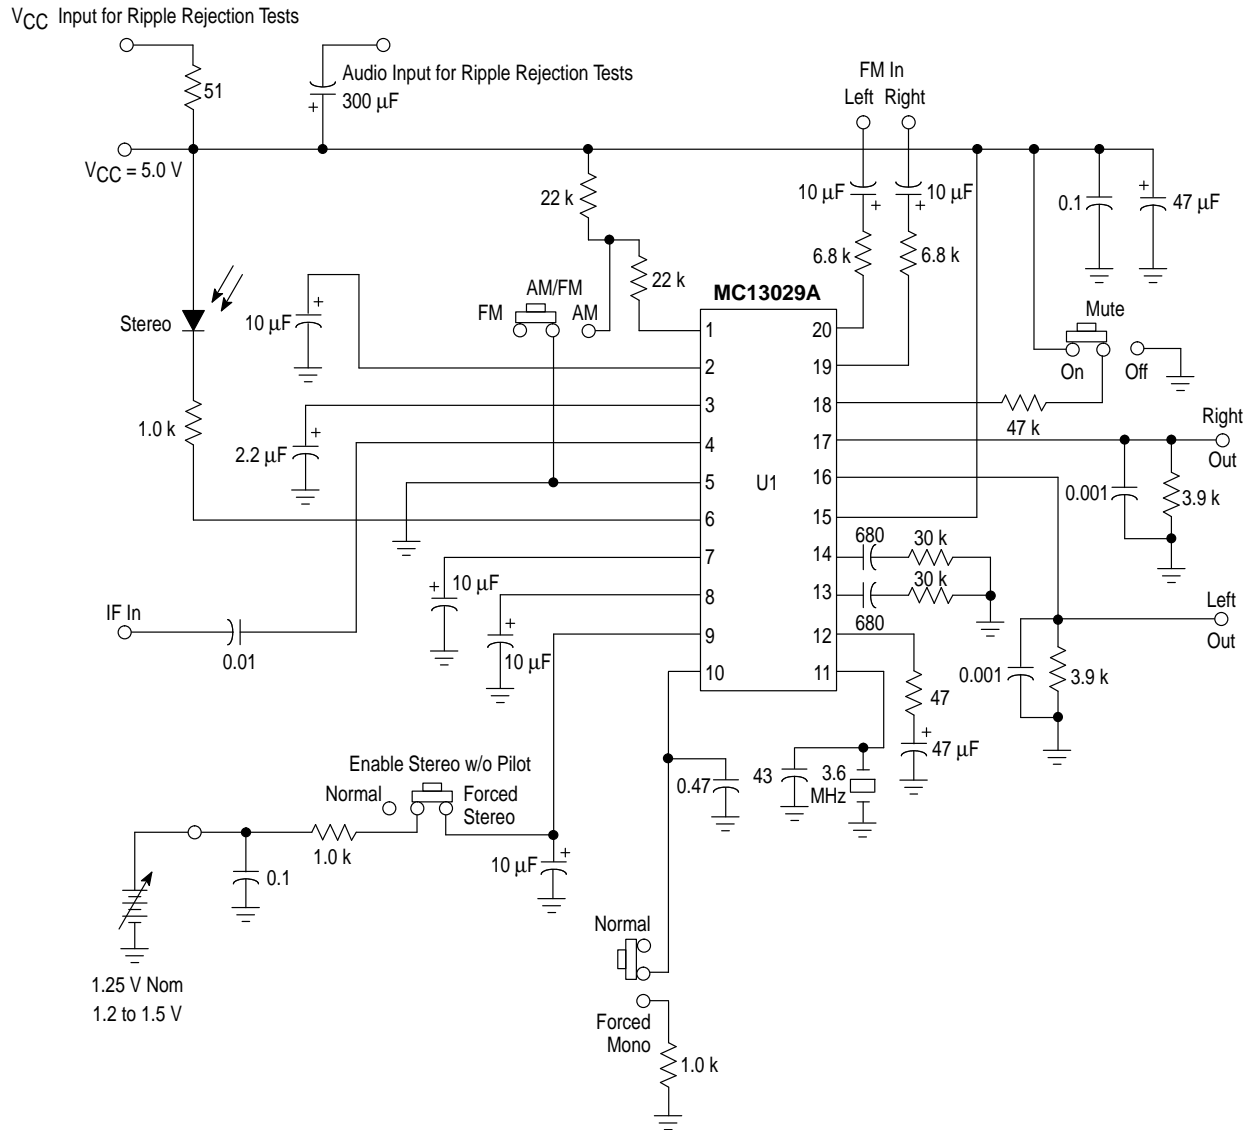 VCC Input for Ripple Rejection Tests
51
Audio Input for Ripple Rejection Tests
+ 300 µF
FM In
Left Right
VCC = 5.0 V
22 k
10 µF + + 10 µF
0.1
+ 47 µF
6.8 k 6.8 k
22 k
MC13029A
AM/FM
FM AM
Stereo
10 µF +
Mute
On Off
1 20
2 19
3 18
47 k
1.0 k
2.2 µF +
4 17
Right
Out
5 U1 16
0.001 3.9 k
6 15
7 14
680 30 k
+ 10 µF
8 13
30 k
680
IF In
0.01
+
10 µF
9 12
10 11
Left
Out
0.001 3.9 k
47
+
47 µF
Enable Stereo w/o Pilot
Normal Forced
Stereo
0.47
43 3.6
MHz
1.0 k
0.1
10 µF +
1.25 V Nom
1.2 to 1.5 V
Normal
Forced
Mono
1.0 k